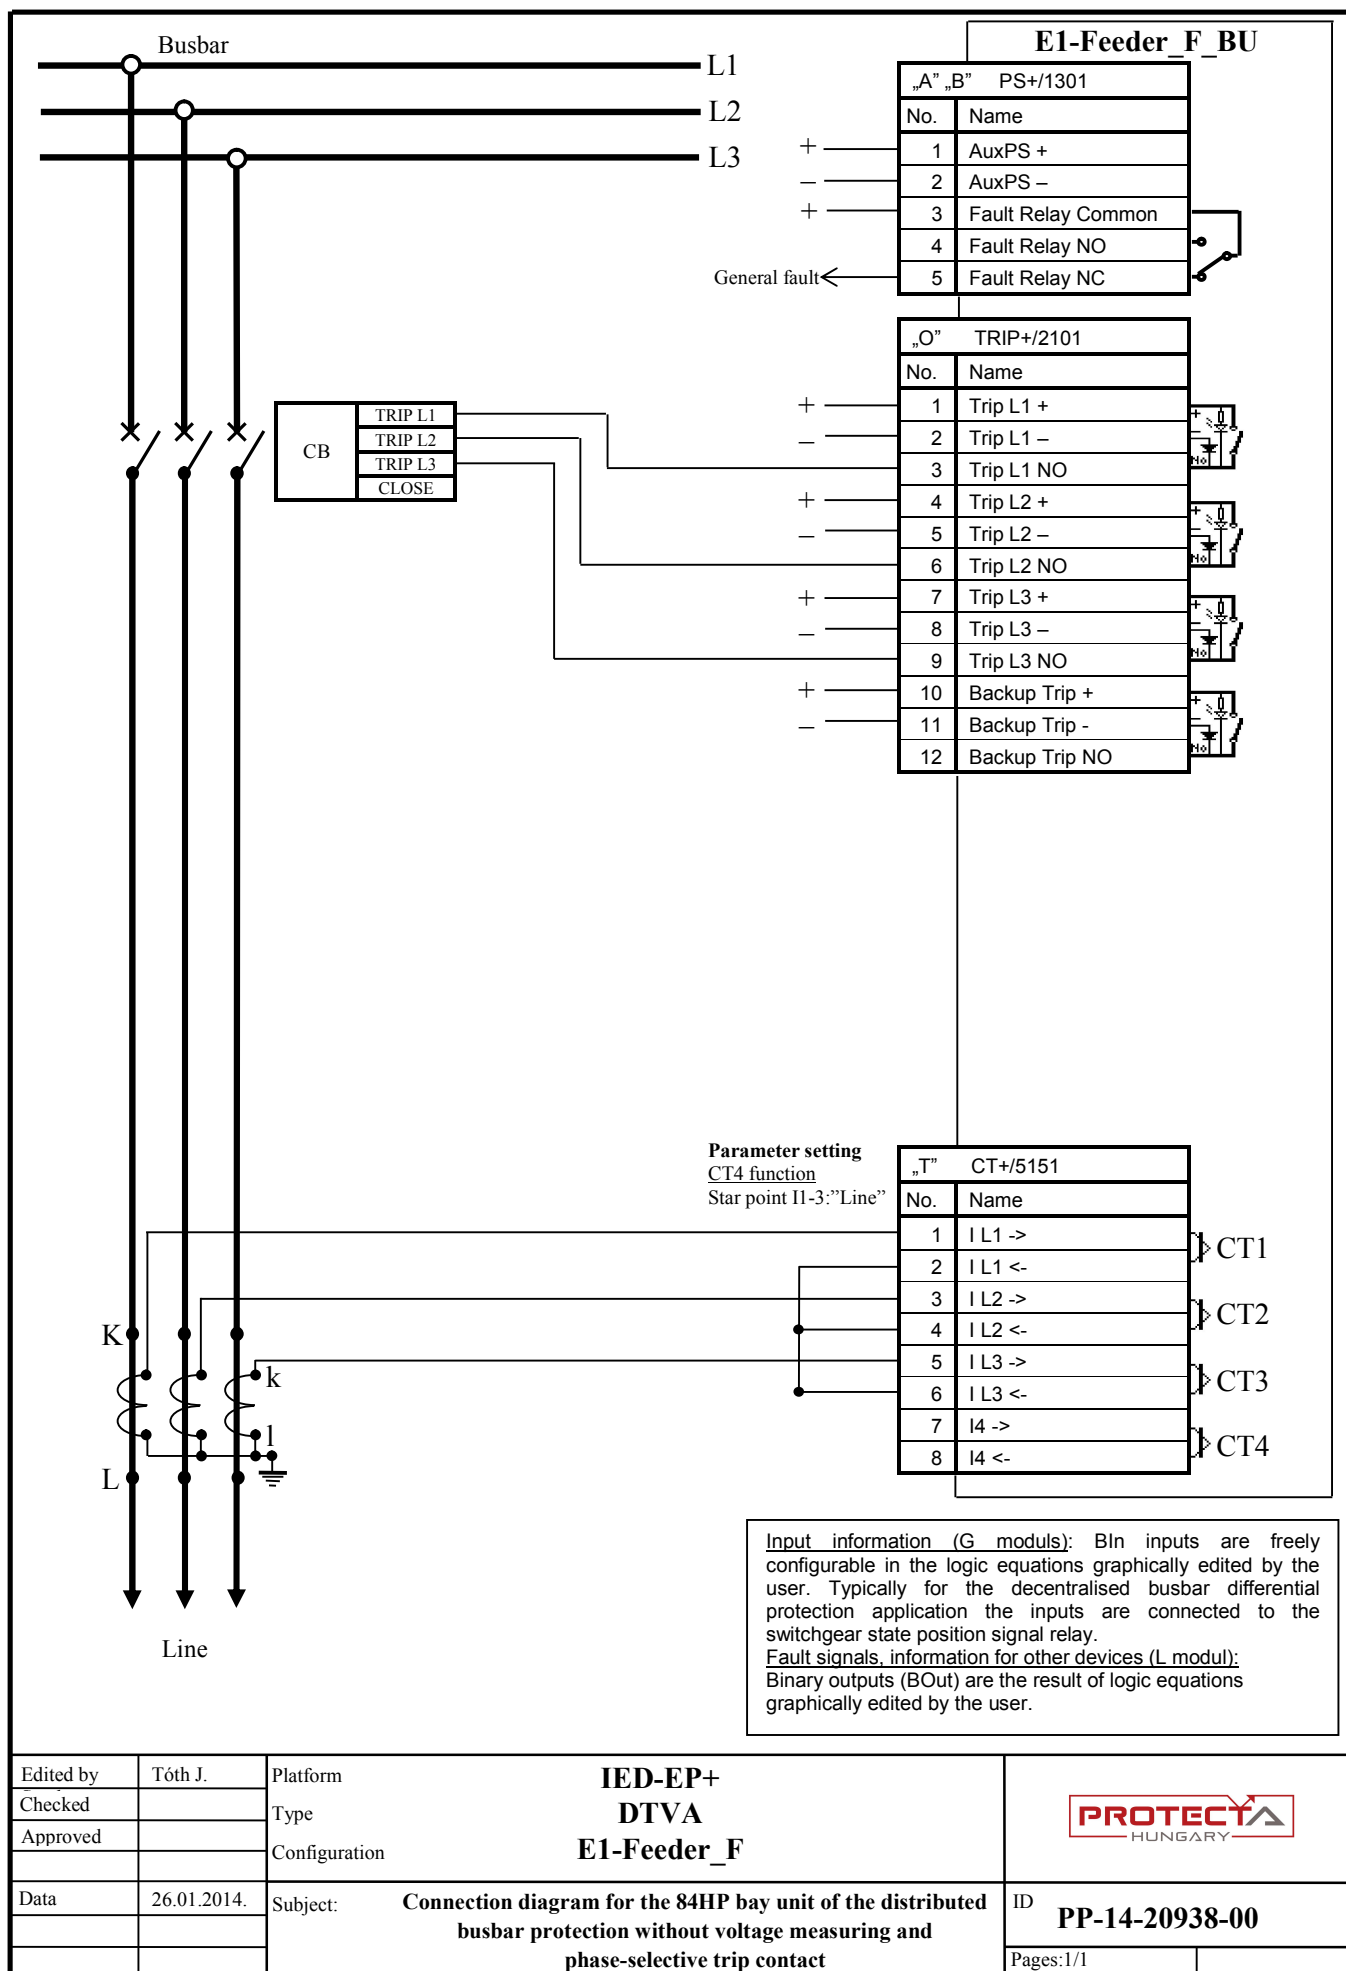 Busbar
L1
L2
L3
E1-Feeder_F_BU
„A” „B” PS+/1301
No. Name
+ 1 AuxPS +
– 2 AuxPS –
+ 3 Fault Relay Common
4 Fault Relay NO
General fault 5 Fault Relay NC
„O” TRIP+/2101
No. Name
+ 1 Trip L1 +
– 2 Trip L1 –
3 Trip L1 NO
+ 4 Trip L2 +
– 5 Trip L2 –
6 Trip L2 NO
+ 7 Trip L3 +
– 8 Trip L3 –
9 Trip L3 NO
+ 10 Backup Trip +
– 11 Backup Trip -
12 Backup Trip NO
+
–
No
+
–
No
+
–
No
+
–
No
CB
TRIP L1
TRIP L2
TRIP L3
CLOSE
Parameter setting
CT4 function
Star point I1-3:”Line”
„T” CT+/5151
No. Name
1 I L1 ->
2 I L1 <-
3 I L2 ->
4 I L2 <-
5 I L3 ->
6 I L3 <-
7 I4 ->
8 I4 <-
CT1
CT2
CT3
CT4
K
k
l
L
Line
Input information (G moduls): BIn inputs are freely
configurable in the logic equations graphically edited by the
user. Typically for the decentralised busbar differential
protection application the inputs are connected to the
switchgear state position signal relay.
Fault signals, information for other devices (L modul):
Binary outputs (BOut) are the result of logic equations
graphically edited by the user.
Edited by Tóth J.
Checked
Approved
Data 26.01.2014.
Platform IED-EP+
Type DTVA
Configuration E1-Feeder_F
Subject: Connection diagram for the 84HP bay unit of the distributed
busbar protection without voltage measuring and
phase-selective trip contact
PROTECTA
HUNGARY
ID
PP-14-20938-00
Pages:1/1